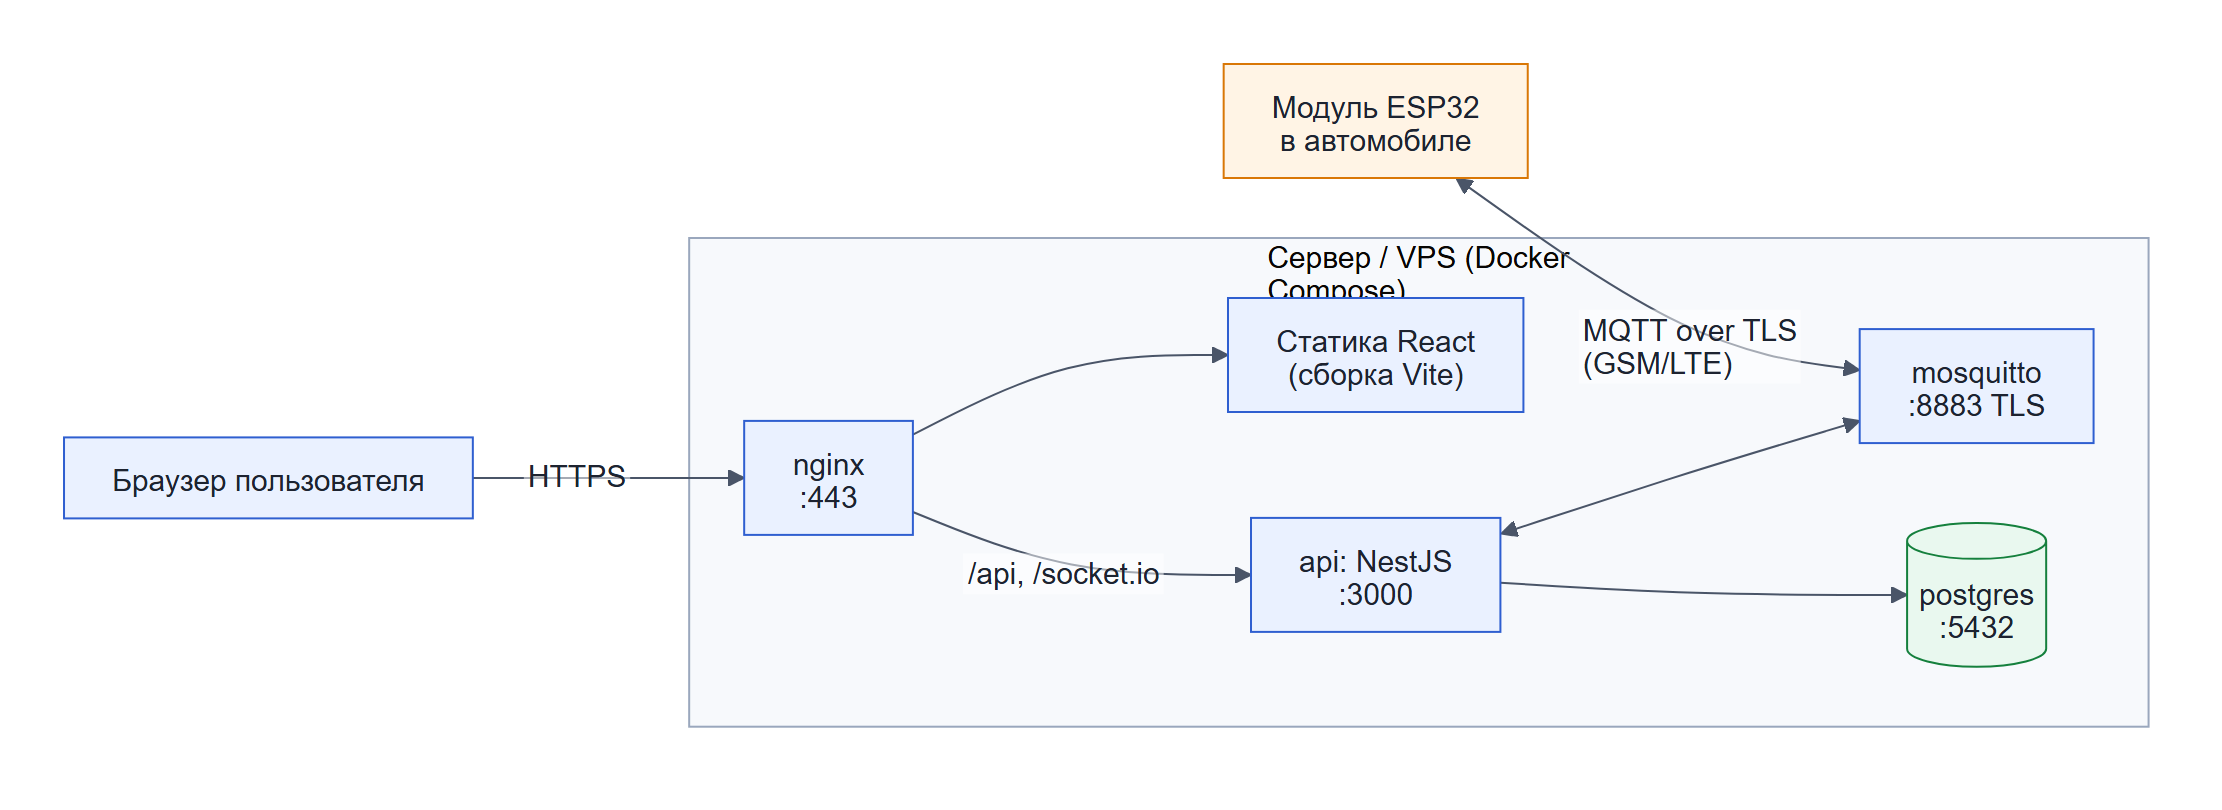 Модуль ESP32
в автомобиле
Сервер / VPS (Docker
Compose)
Статика React
(сборка Vite)
MQTT over TLS
(GSM/LTE)
mosquitto
:8883 TLS
nginx
:443
Браузер пользователя
HTTPS
/api, /socket.io
api: NestJS
:3000
postgres
:5432